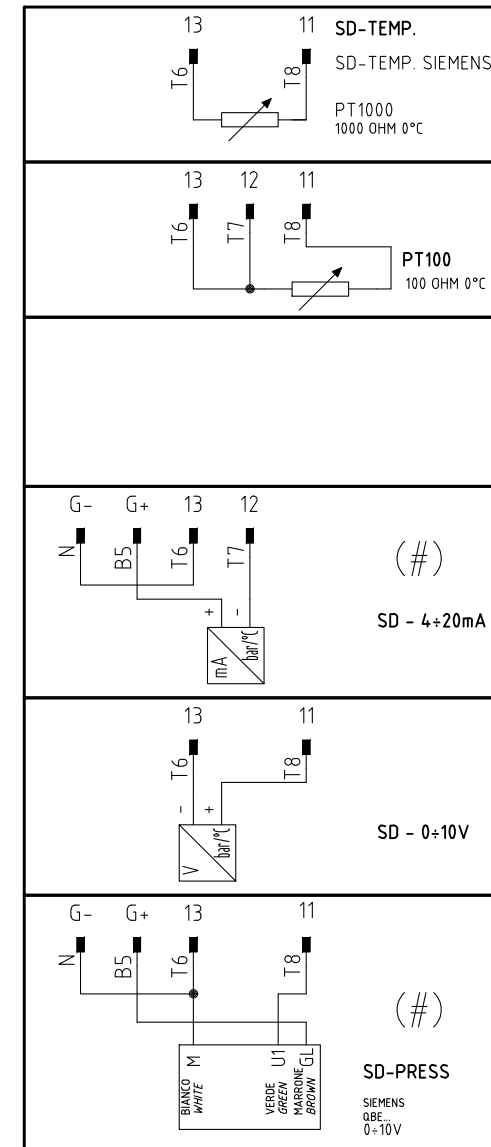 13 11 SD-TEMP.
T6 T8 SD-TEMP. SIEMENS
PT1000
1000 OHM 0°C
13 12 11
T6 T7 T8
PT100
100 OHM 0°C
G- G+ 13 12
N B5 T6 T7
(#)
+ -
mA bar/°C
SD - 4÷20mA
13 11
T6 T8
- +
V bar/°C
SD - 0÷10V
G- G+ 13 11
N B5 T6 T8
(#)
M U1 GL
BIANCO
WHITE
VERDE
GREEN
MARRONE
BROWN
SD-PRESS
SIEMENS
QBE...
0÷10V